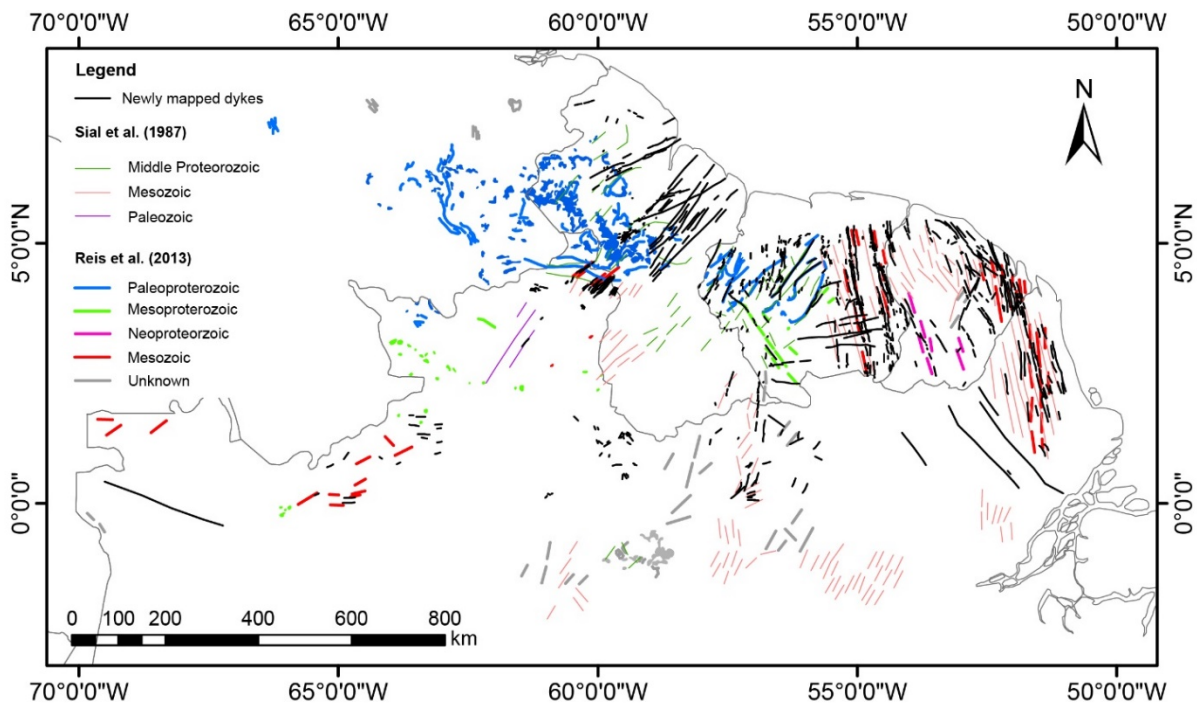 70°0'0"W 65°0'0"W 60°0'0"W 55°0'0"W 50°0'0"W
Legend
Newly mapped dykes
Sial et al. (1987)
Middle Proteorozoic
Mesozoic
Paleozoic
Reis et al. (2013)
Paleoproterozoic
Mesoproterozoic
Neoproteorzoic
Mesozoic
Unknown
N
5°0'0"N
5°0'0"N
0°0'0"
0°0'0"
0 100 200 400 600 800
km
70°0'0"W 65°0'0"W 60°0'0"W 55°0'0"W 50°0'0"W